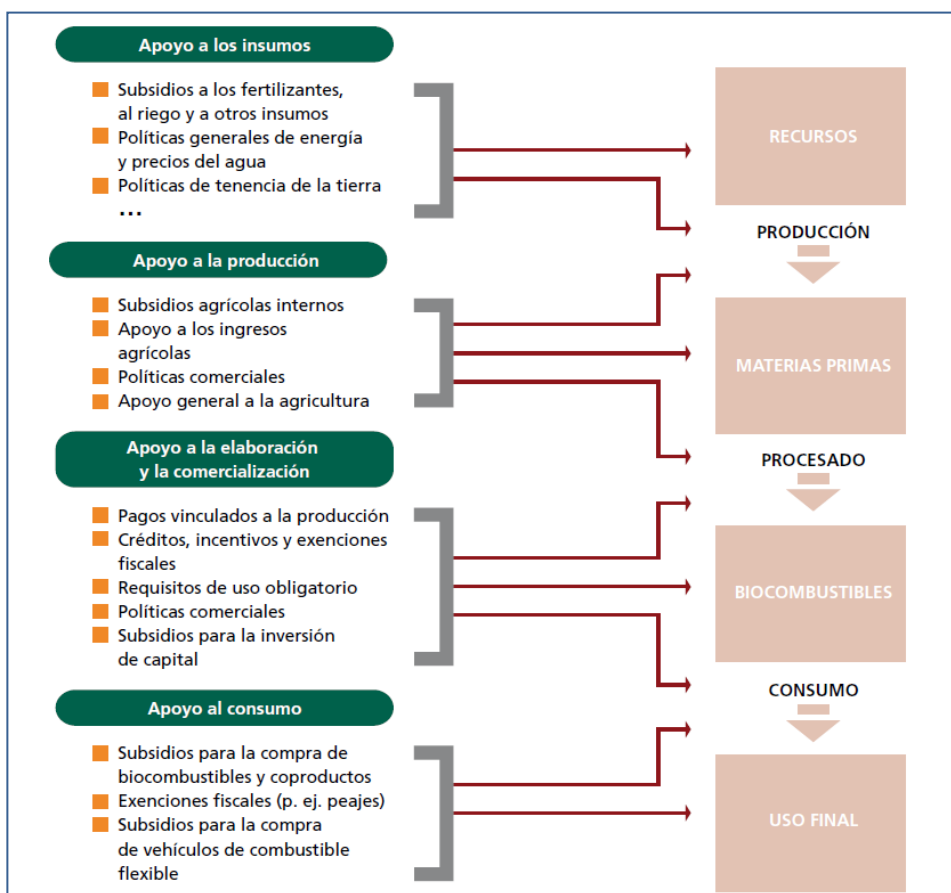 Apoyo a los insumos
Subsidios a los fertilizantes,
al riego y a otros insumos
Políticas generales de energía
y precios del agua
Políticas de tenencia de la tierra
...
Apoyo a la producción
Subsidios agrícolas internos
Apoyo a los ingresos
agrícolas
Políticas comerciales
Apoyo general a la agricultura
Apoyo a la elaboración
y la comercialización
Pagos vinculados a la producción
Créditos, incentivos y exenciones
fiscales
Requisitos de uso obligatorio
Políticas comerciales
Subsidios para la inversión
de capital
Apoyo al consumo
Subsidios para la compra de
biocombustibles y coproductos
Exenciones fiscales (p. ej. peajes)
Subsidios para la compra
de vehículos de combustible
flexible
RECURSOS
PRODUCCIÓN
MATERIAS PRIMAS
PROCESADO
BIOCOMBUSTIBLES
CONSUMO
USO FINAL